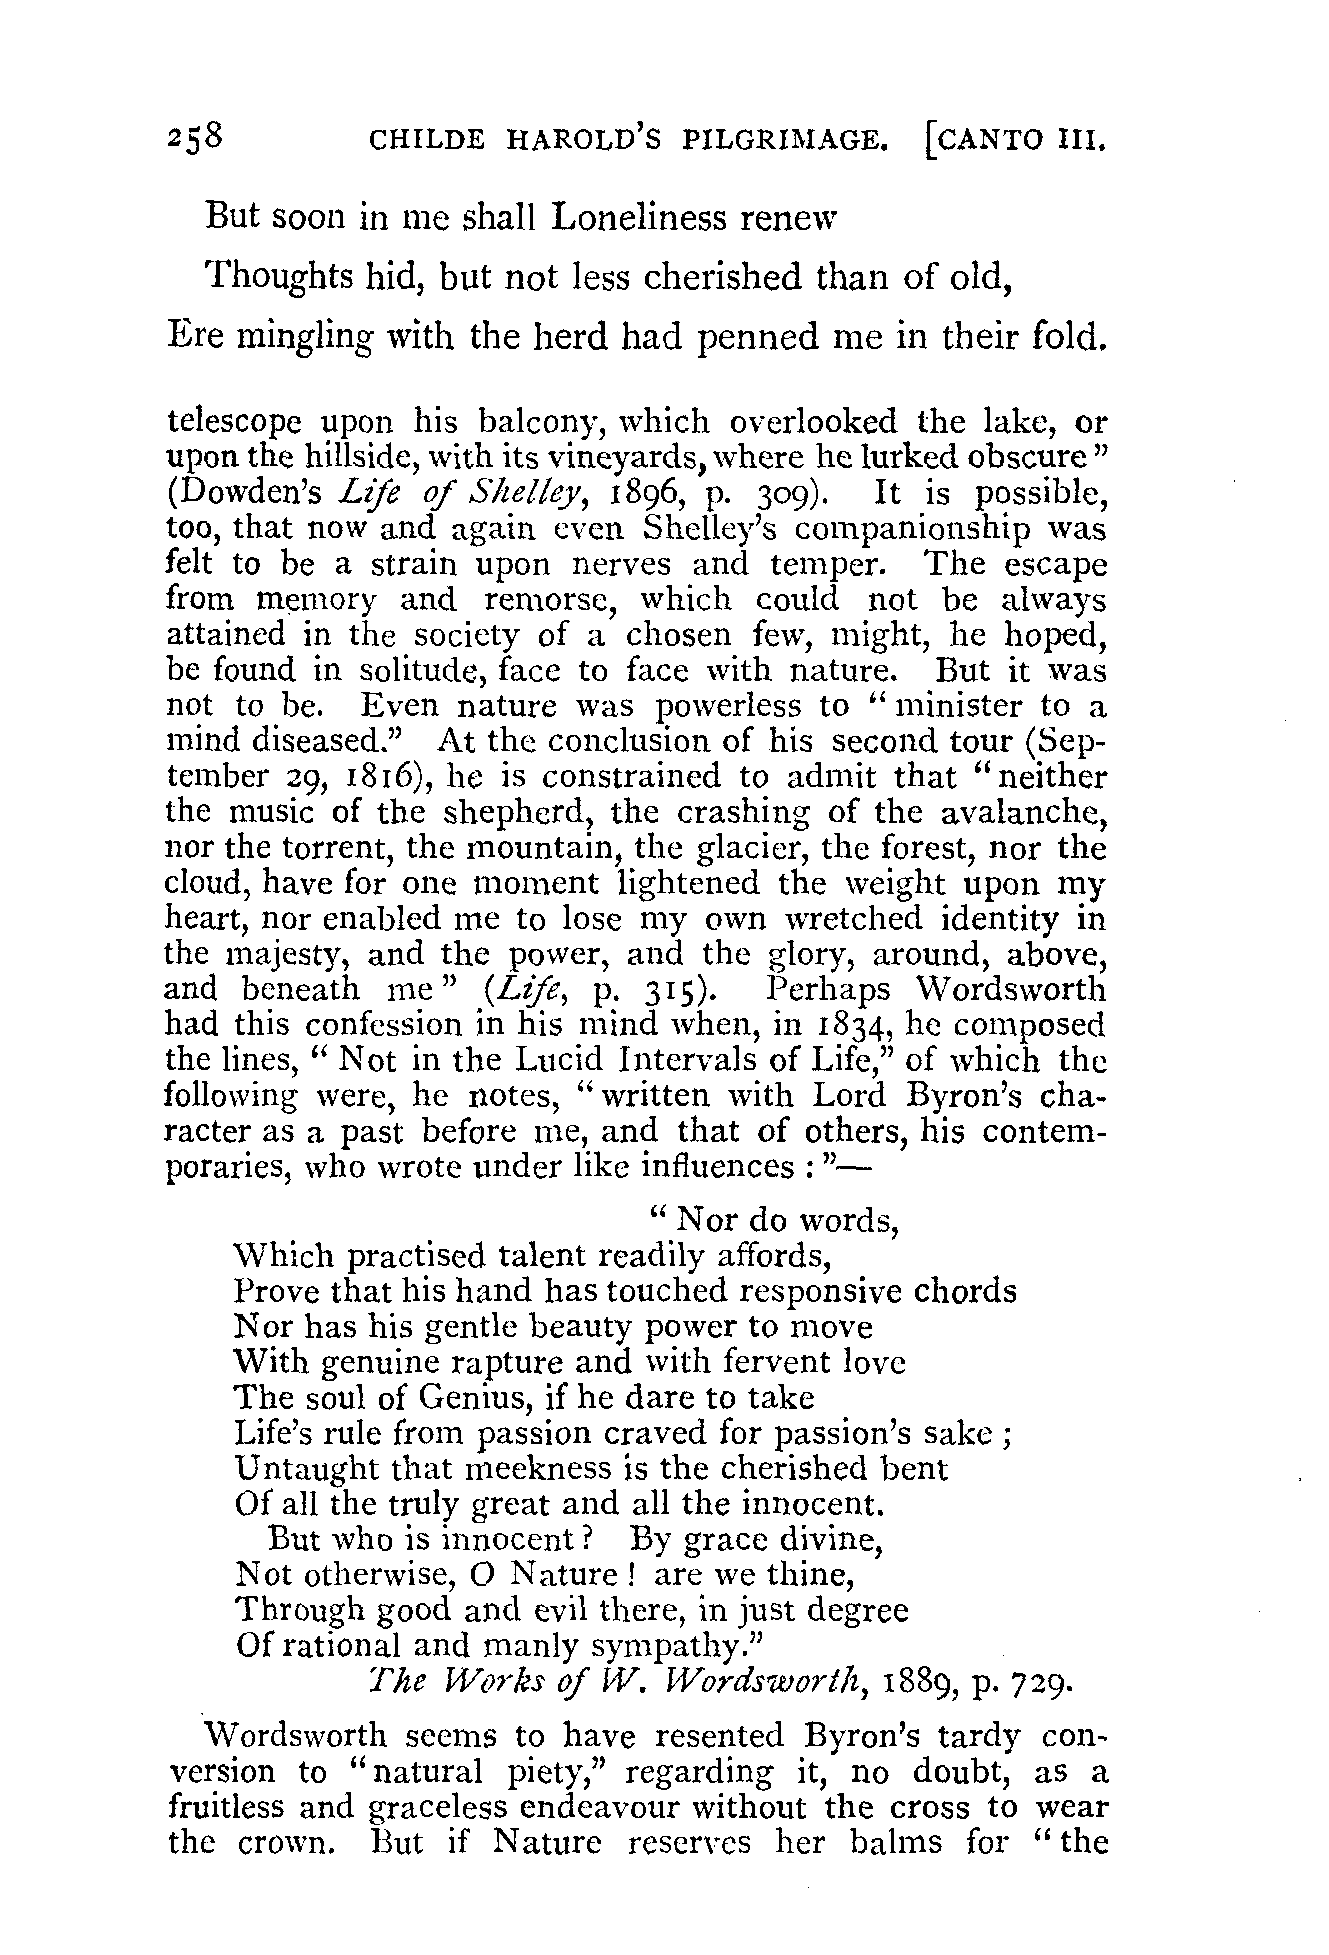 258 CHILDE HAROLD'S PILGRIMAGE. [CANTO III.
But soon in me shall Loneliness renew
Thoughts hid, but not less cherished than of old,
Ere mingling with the herd had penned me in their fold.
telescope upon his balcony, which overlooked the lake, or
upon the hillside, with its vineyards, where he lurked obscure"
(Dowden's Life of Shelley, 1896, p. 309). It is possible,
too, that now and again even Shelley's companionship was
felt to be a strain upon nerves and temper. The escape
from memory and remorse, which could not be always
attained in the society of a chosen few, might, he hoped,
be found in solitude, face to face with nature. But it was
not to be. Even nature was powerless to "minister to a
mind diseased." At the conclusion of his second tour (Sep-
tember 29, 1816), he is constrained to admit that "neither
the music of the shepherd, the crashing of the avalanche,
nor the torrent, the mountain, the glacier, the forest, nor the
cloud, have for one moment lightened the weight upon my
heart, nor enabled me to lose my own wretched identity in
the majesty, and the power, and the glory, around, above,
and beneath me" (Life, p. 315). Perhaps Wordsworth
had this confession in his mind when, in 1834, he composed
the lines, "Not in the Lucid Intervals of Life," of which the
following were, he notes, "written with Lord Byron's cha-
racter as a past before me, and that of others, his contem-
poraries, who wrote under like influences:"—
"Nor do words,
Which practised talent readily affords,
Prove that his hand has touched responsive chords
Nor has his gentle beauty power to move
With genuine rapture and with fervent love
The soul of Genius, if he dare to take
Life's rule from passion craved for passion's sake;
Untaught that meekness is the cherished bent
Of all the truly great and all the innocent.
But who is innocent? By grace divine,
Not otherwise, O Nature! are we thine,
Through good and evil there, in just degree
Of rational and manly sympathy."
The Works of W. Wordsworth, 1889, p. 729.
Wordsworth seems to have resented Byron's tardy con-
version to "natural piety," regarding it, no doubt, as a
fruitless and graceless endeavour without the cross to wear
the crown. But if Nature reserves her balms for "the